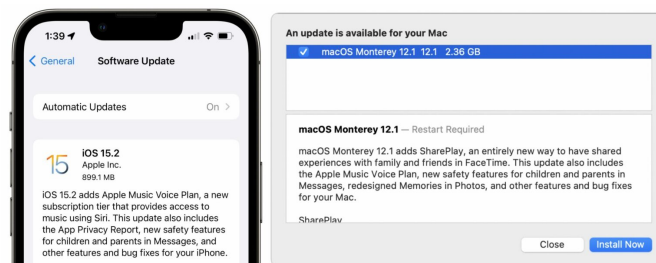 1:39
General
Software Update
Automatic Updates
On
15
iOS 15.2
Apple Inc.
899.1 MB
iOS 15.2 adds Apple Music Voice Plan, a new
subscription tier that provides access to
music using Siri. This update also includes
the App Privacy Report, new safety features
for children and parents in Messages, and
other features and bug fixes for your iPhone.
An update is available for your Mac
macOS Monterey 12.1 12.1 2.36 GB
macOS Monterey 12.1 — Restart Required
macOS Monterey 12.1 adds SharePlay, an entirely new way to have shared
experiences with family and friends in FaceTime. This update also includes
the Apple Music Voice Plan, new safety features for children and parents in
Messages, redesigned Memories in Photos, and other features and bug fixes
for your Mac.
SharePlay
Close
Install Now